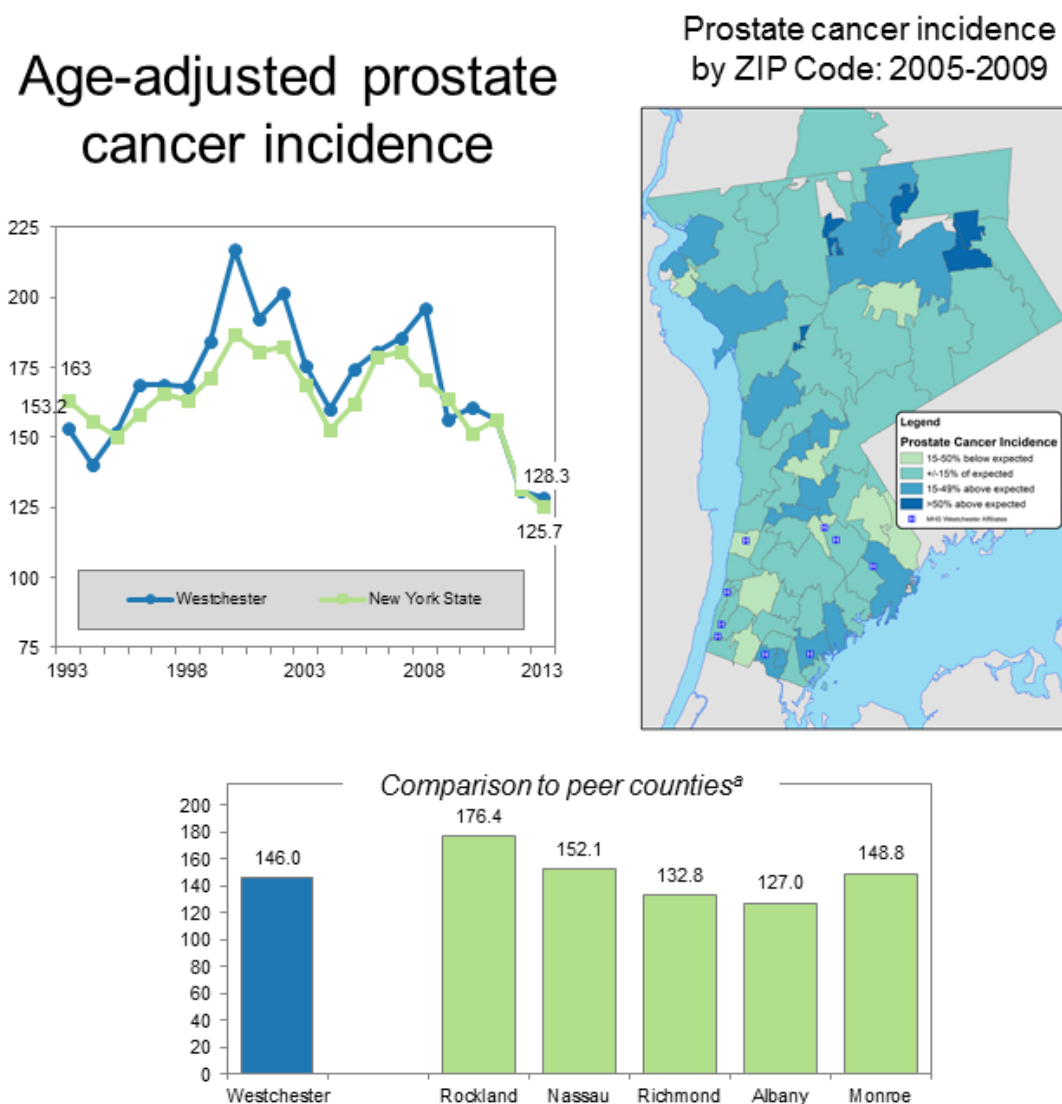 Age-adjusted prostate
cancer incidence
225
200
175
150
125
100
75
163
153.2
128.3
125.7
Westchester
New York State
1993
1998
2003
2008
2013
Prostate cancer incidence
by ZIP Code: 2005-2009
Legend
Prostate Cancer Incidence
15-50% below expected
+/-15% of expected
15-49% above expected
>50% above expected
H MHS Westchester Affiliates
H
H
H
H
H
H
H
H
H
Comparison to peer countiesª
200
180
160
140
120
100
80
60
40
20
0
146.0
176.4
152.1
132.8
127.0
148.8
Westchester
Rockland
Nassau
Richmond
Albany
Monroe